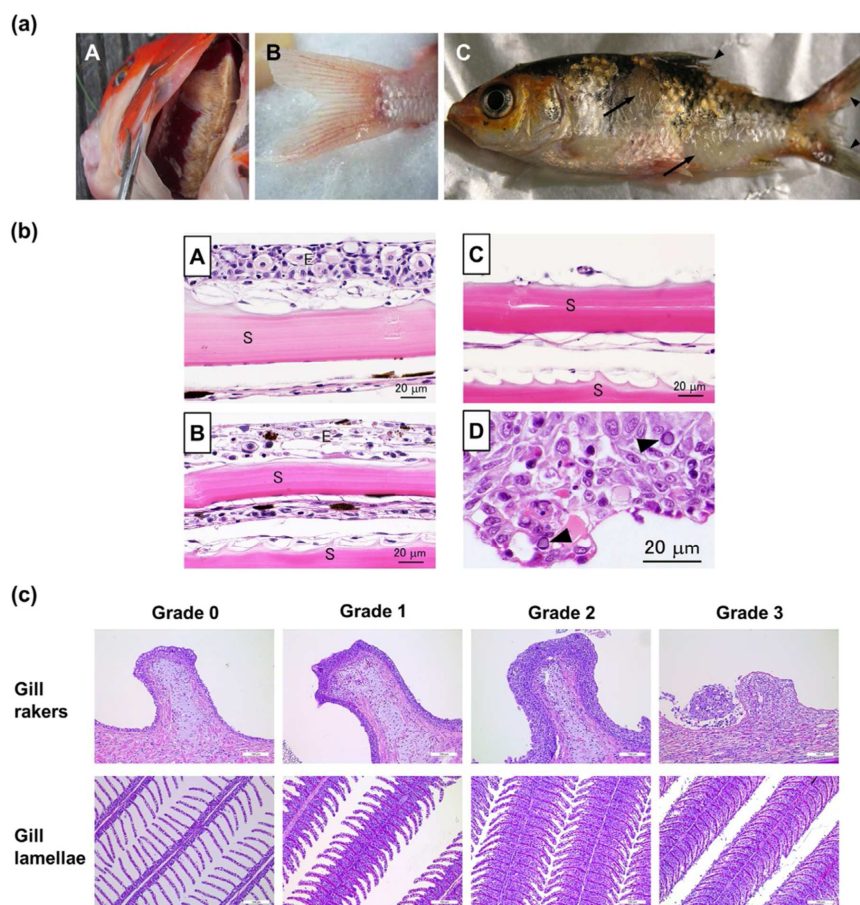 (a)
A
B
C
(b)
A
E
S
20 μm
C
S
S
20 μm
B
E
S
S
20 μm
D
20 μm
(c)
Grade 0
Grade 1
Grade 2
Grade 3
Gill
rakers
Gill
lamellae